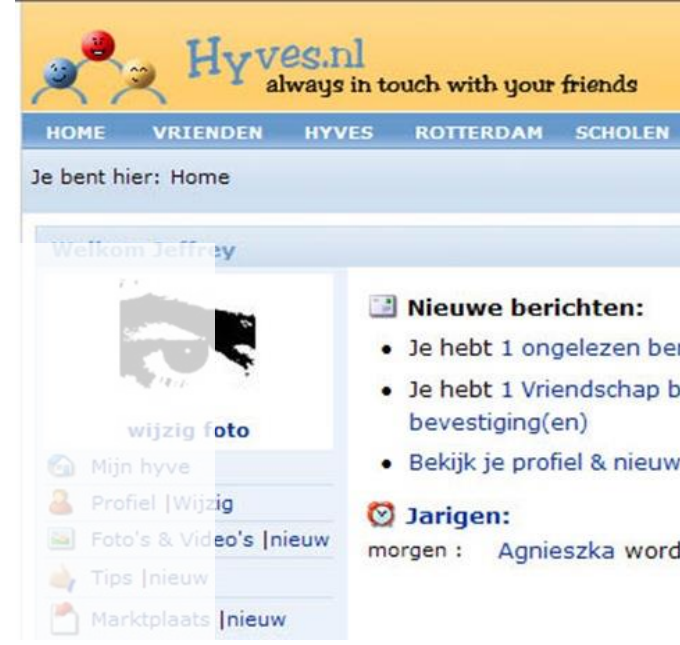 Hyves.nl
always in touch with your friends
HOME VRIENDEN HYVES ROTTERDAM SCHOLEN
Je bent hier: Home
Welkom Jeffrey
wijzig foto
Mijn hyve
Profiel |Wijzig
Foto's & Video's |nieuw
Tips |nieuw
Marktplaats |nieuw
Nieuwe berichten:
• Je hebt 1 ongelezen ber
• Je hebt 1 Vriendschap b
bevestiging(en)
• Bekijk je profiel & nieuw
Jarigen:
morgen : Agnieszka word